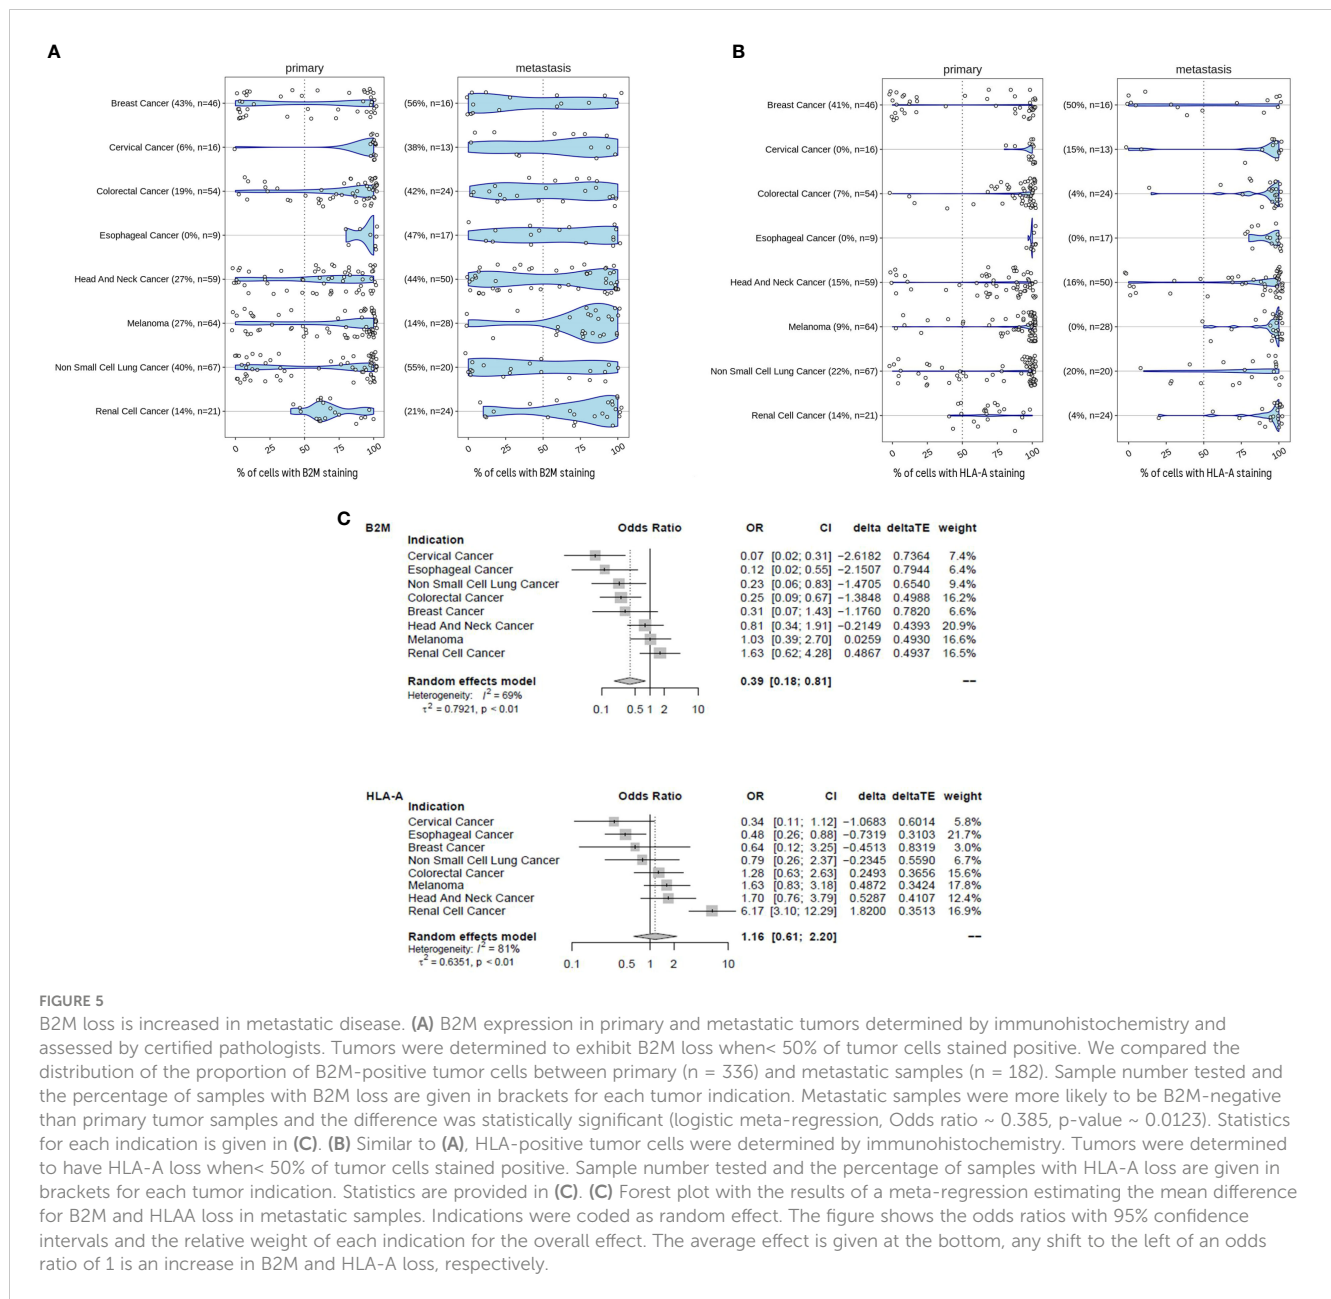 A
primary
metastasis
Breast Cancer (43%, n=46)
(56%, n=16)
Cervical Cancer (6%, n=16)
(38%, n=13)
Colorectal Cancer (19%, n=54)
(42%, n=24)
Esophageal Cancer (0%, n=9)
(47%, n=17)
Head And Neck Cancer (27%, n=59)
(44%, n=50)
Melanoma (27%, n=64)
(14%, n=28)
Non Small Cell Lung Cancer (40%, n=67)
(55%, n=20)
Renal Cell Cancer (14%, n=21)
(21%, n=24)
0 25 50 75 100
0 25 50 75 100
% of cells with B2M staining
% of cells with B2M staining
B
primary
metastasis
Breast Cancer (41%, n=46)
(50%, n=16)
Cervical Cancer (0%, n=16)
(15%, n=13)
Colorectal Cancer (7%, n=54)
(4%, n=24)
Esophageal Cancer (0%, n=9)
(0%, n=17)
Head And Neck Cancer (15%, n=59)
(16%, n=50)
Melanoma (9%, n=64)
(0%, n=28)
Non Small Cell Lung Cancer (22%, n=67)
(20%, n=20)
Renal Cell Cancer (14%, n=21)
(4%, n=24)
0 25 50 75 100
0 25 50 75 100
% of cells with HLA-A staining
% of cells with HLA-A staining
C
B2M Odds Ratio OR CI delta deltaTE weight
Indication
Cervical Cancer 0.07 [0.02; 0.31] −2.6182 0.7364 7.4%
Esophageal Cancer 0.12 [0.02; 0.55] −2.1507 0.7944 6.4%
Non Small Cell Lung Cancer 0.23 [0.06; 0.83] −1.4705 0.6540 9.4%
Colorectal Cancer 0.25 [0.09; 0.67] −1.3848 0.4988 16.2%
Breast Cancer 0.31 [0.07; 1.43] −1.1760 0.7820 6.6%
Head And Neck Cancer 0.81 [0.34; 1.91] −0.2149 0.4393 20.9%
Melanoma 1.03 [0.39; 2.70] 0.0259 0.4930 16.6%
Renal Cell Cancer 1.63 [0.62; 4.28] 0.4867 0.4937 16.5%
Random effects model 0.39 [0.18; 0.81] --
Heterogeneity: I² = 69%
τ² = 0.7921, p < 0.01
0.1 0.5 1 2 10
HLA-A Odds Ratio OR CI delta deltaTE weight
Indication
Cervical Cancer 0.34 [0.11; 1.12] −1.0683 0.6014 5.8%
Esophageal Cancer 0.48 [0.26; 0.88] −0.7319 0.3103 21.7%
Breast Cancer 0.64 [0.12; 3.25] −0.4513 0.8319 3.0%
Non Small Cell Lung Cancer 0.79 [0.26; 2.37] −0.2345 0.5590 6.7%
Colorectal Cancer 1.28 [0.63; 2.63] 0.2493 0.3656 15.6%
Melanoma 1.63 [0.83; 3.18] 0.4872 0.3424 17.8%
Head And Neck Cancer 1.70 [0.76; 3.79] 0.5287 0.4107 12.4%
Renal Cell Cancer 6.17 [3.10; 12.29] 1.8200 0.3513 16.9%
Random effects model 1.16 [0.61; 2.20] --
Heterogeneity: I² = 81%
τ² = 0.6351, p < 0.01
0.1 0.5 1 2 10
FIGURE 5
B2M loss is increased in metastatic disease. (A) B2M expression in primary and metastatic tumors determined by immunohistochemistry and
assessed by certified pathologists. Tumors were determined to exhibit B2M loss when< 50% of tumor cells stained positive. We compared the
distribution of the proportion of B2M-positive tumor cells between primary (n = 336) and metastatic samples (n = 182). Sample number tested and
the percentage of samples with B2M loss are given in brackets for each tumor indication. Metastatic samples were more likely to be B2M-negative
than primary tumor samples and the difference was statistically significant (logistic meta-regression, Odds ratio ~ 0.385, p-value ~ 0.0123). Statistics
for each indication is given in (C). (B) Similar to (A), HLA-positive tumor cells were determined by immunohistochemistry. Tumors were determined
to have HLA-A loss when< 50% of tumor cells stained positive. Sample number tested and the percentage of samples with HLA-A loss are given in
brackets for each tumor indication. Statistics are provided in (C). (C) Forest plot with the results of a meta-regression estimating the mean difference
for B2M and HLAA loss in metastatic samples. Indications were coded as random effect. The figure shows the odds ratios with 95% confidence
intervals and the relative weight of each indication for the overall effect. The average effect is given at the bottom, any shift to the left of an odds
ratio of 1 is an increase in B2M and HLA-A loss, respectively.